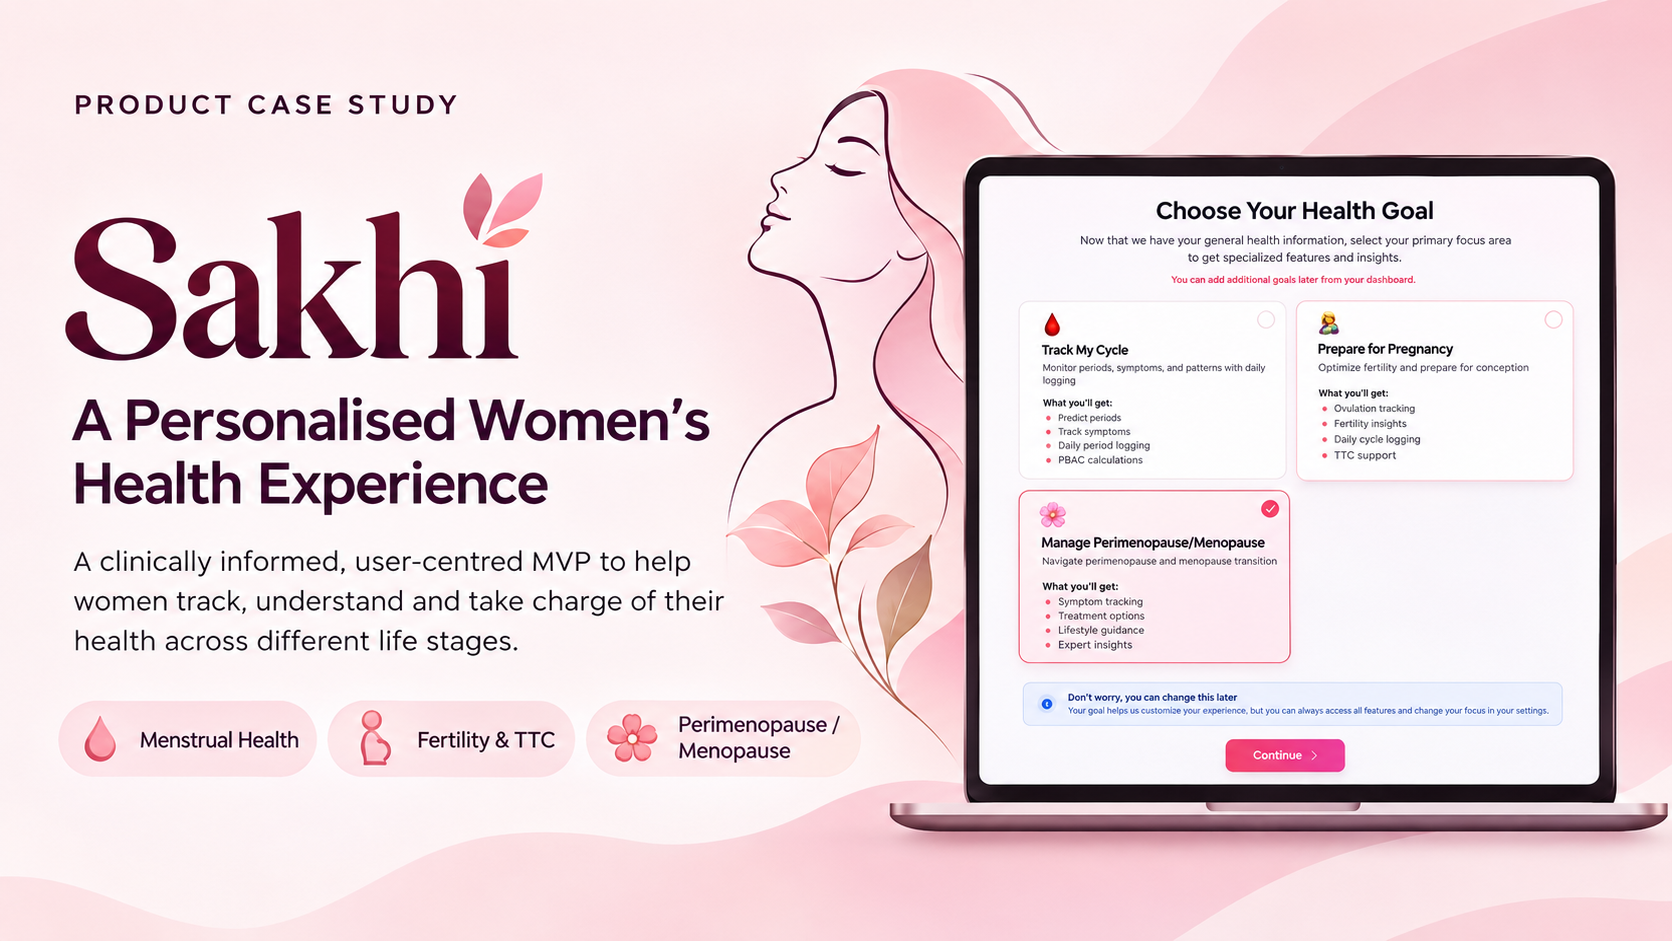 PRODUCT CASE STUDY
Sakhi
A Personalised Women's
Health Experience
A clinically informed, user-centred MVP to help
women track, understand and take charge of their
health across different life stages.
Menstrual Health
Fertility & TTC
Perimenopause /
Menopause
Choose Your Health Goal
Now that we have your general health information, select your primary focus area
to get specialized features and insights.
You can add additional goals later from your dashboard.
Track My Cycle
Monitor periods, symptoms, and patterns with daily
logging
What you'll get:
Predict periods
Track symptoms
Daily period logging
PBAC calculations
Prepare for Pregnancy
Optimize fertility and prepare for conception
What you'll get:
Ovulation tracking
Fertility insights
Daily cycle logging
TTC support
Manage Perimenopause/Menopause
Navigate perimenopause and menopause transition
What you'll get:
Symptom tracking
Treatment options
Lifestyle guidance
Expert insights
Don't worry, you can change this later
Your goal helps us customize your experience, but you can always access all features and change your focus in your settings.
Continue